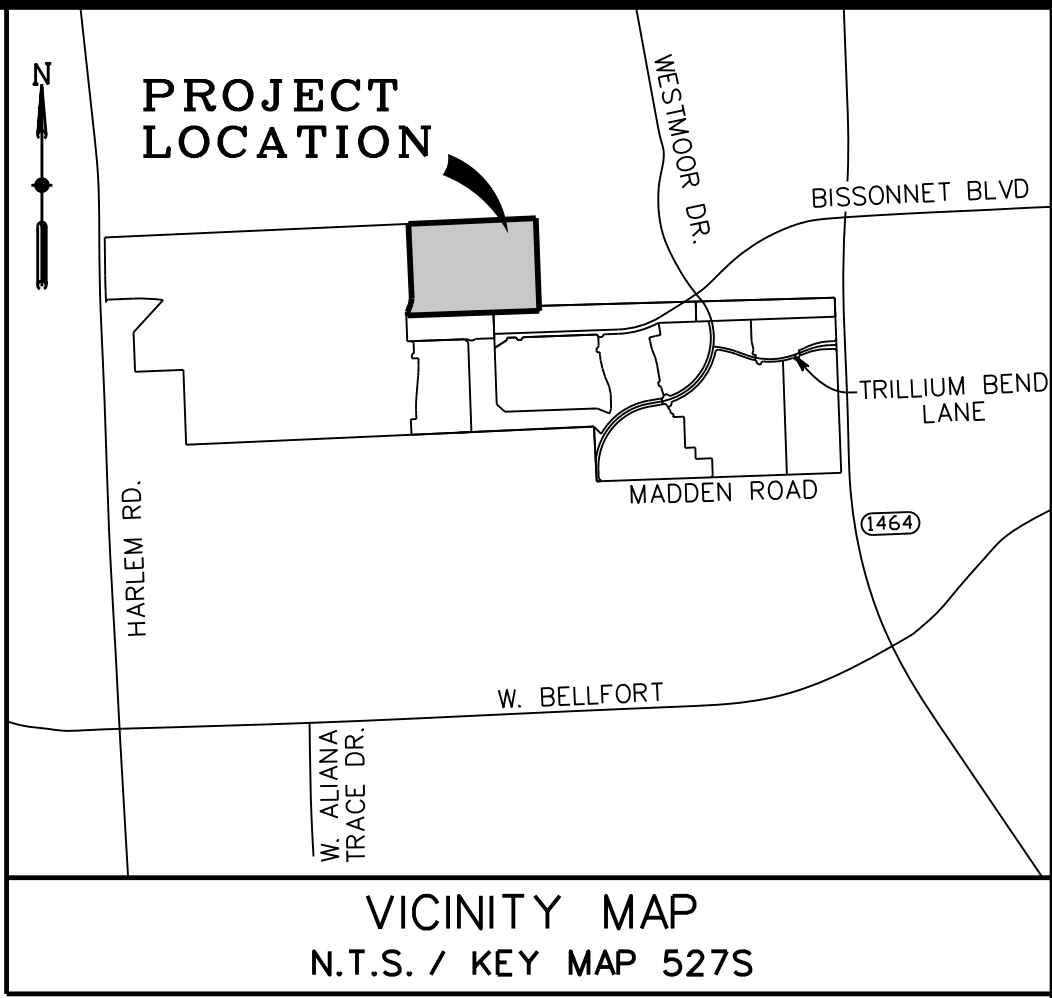 N
PROJECT
LOCATION
WESTMOOR DR.
BISSONNET BLVD
TRILLIUM BEND
LANE
MADDEN ROAD
1464
HARLEM RD.
W. BELLFORT
W. ALIANA
TRACE DR.
VICINITY MAP
N.T.S. / KEY MAP 527S